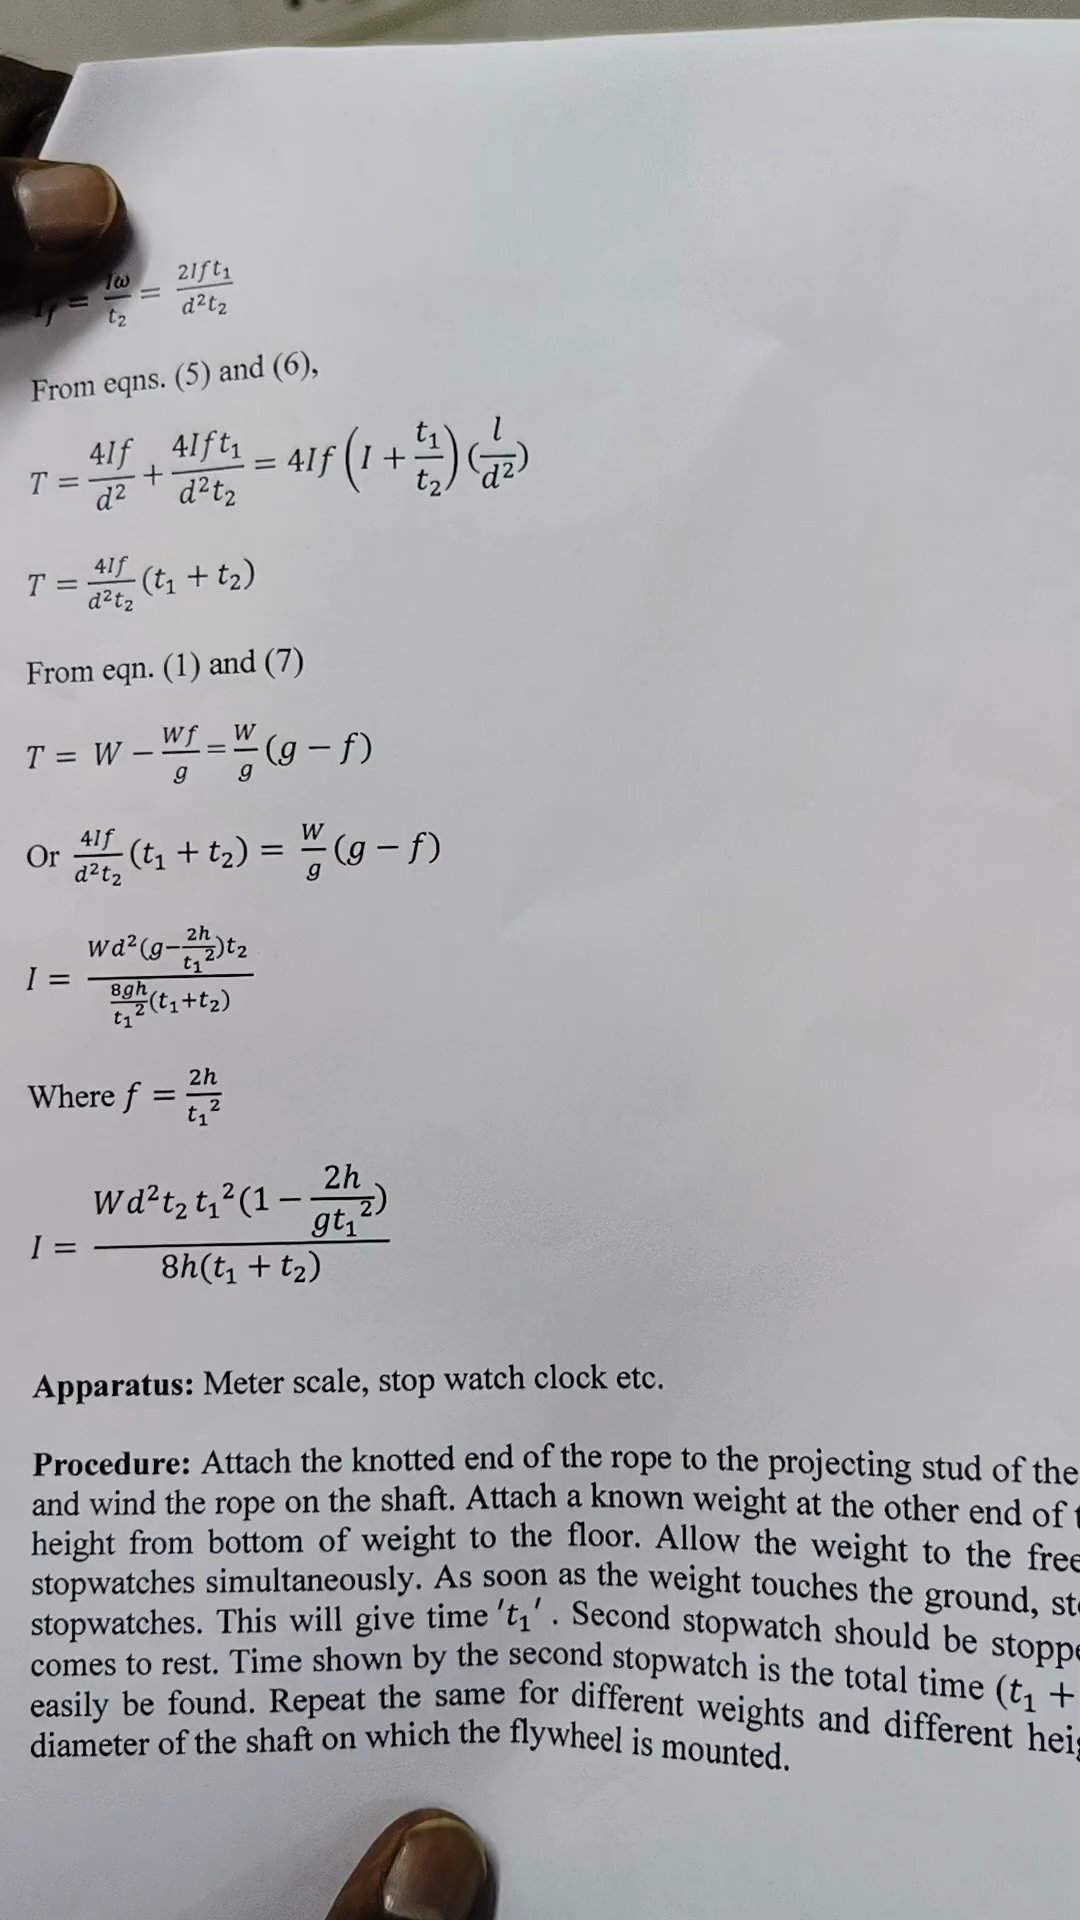 = Iω/t₂ = 2Ift₁/d²t₂
From eqns. (5) and (6),
T = 4If/d² + 4Ift₁/d²t₂ = 4If (I + t₁/t₂) (l/d²)
T = 4If/d²t₂ (t₁ + t₂)
From eqn. (1) and (7)
T = W − Wf/g = W/g (g − f)
Or 4If/d²t₂ (t₁ + t₂) = W/g (g − f)
I = Wd²(g−2h/t₁²)t₂ / 8gh/t₁²(t₁+t₂)
Where f = 2h/t₁²
I = Wd²t₂ t₁²(1 − 2h/gt₁²) / 8h(t₁ + t₂)
Apparatus: Meter scale, stop watch clock etc.
Procedure: Attach the knotted end of the rope to the projecting stud of the
and wind the rope on the shaft. Attach a known weight at the other end of
height from bottom of weight to the floor. Allow the weight to the free
stopwatches simultaneously. As soon as the weight touches the ground,
stopwatches. This will give time 't₁'. Second stopwatch should be
comes to rest. Time shown by the second stopwatch is the total time (t₁ +
easily be found. Repeat the same for different weights and different
diameter of the shaft on which the flywheel is mounted.